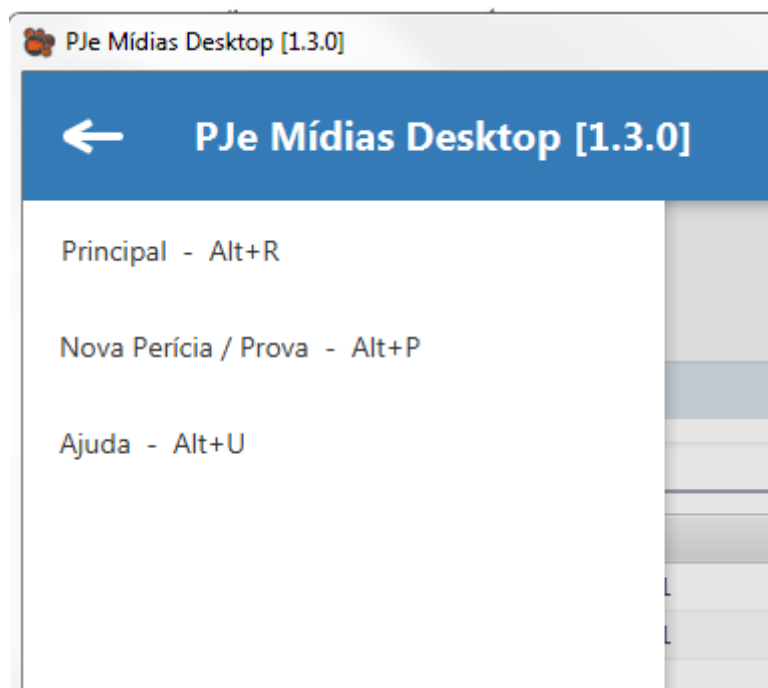 PJe Mídias Desktop [1.3.0]
PJe Mídias Desktop [1.3.0]
Principal - Alt+R
Nova Perícia / Prova - Alt+P
Ajuda - Alt+U